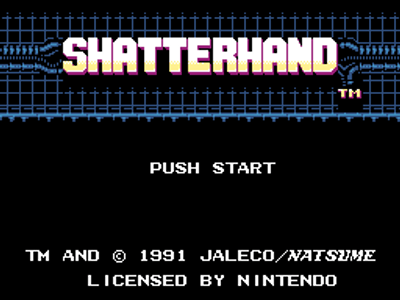 SHATTERHAND
TM
PUSH START
TM AND © 1991 JALECO/NATSUME
LICENSED BY NINTENDO